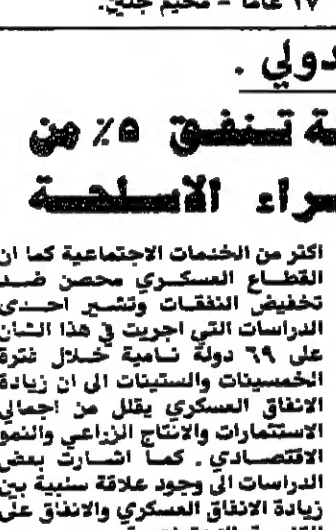 ١٧ عاما - مخيم جنين.
دولي .
ة تنفق ٥٪ من
راء الاسلحة
اكثر من الخدمات الاجتماعية كما ان
القطاع العسكري محصن ضد
تخفيض النفقات وتشير احدى
الدراسات التي اجريت في هذا الشان
على ٦٩ دولة نامية خلال فترة
الخمسينات والستينات الى ان زيادة
الانفاق العسكري يقلل من اجمالي
الاستثمارات والانتاج الزراعي والنمو
الاقتصادي . كما اشارت بعض
الدراسات الى وجود علاقة سلبية بين
زيادة الانفاق العسكري والانفاق على